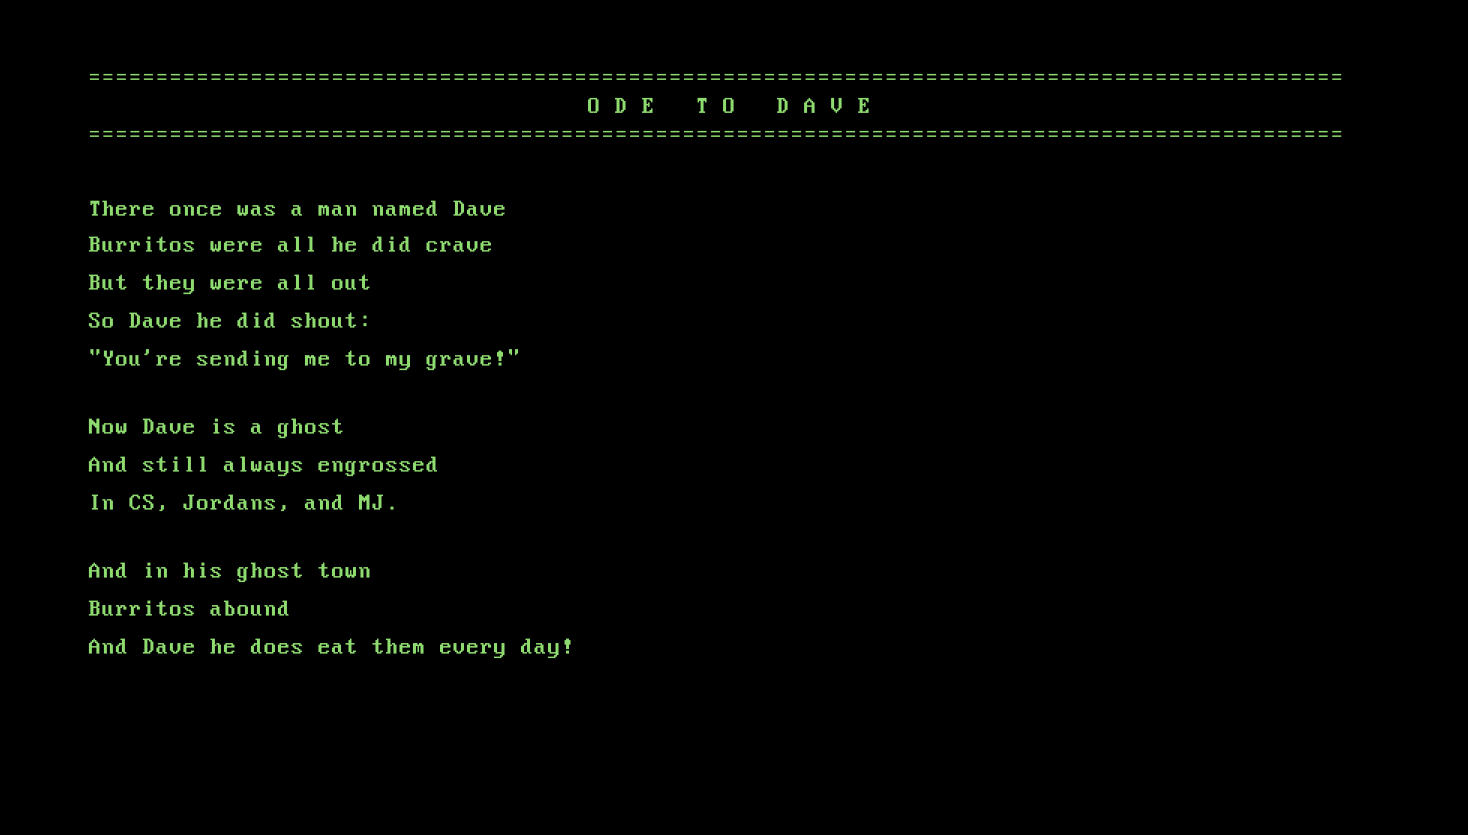 ==============================================================================================
O D E   T O   D A V E
==============================================================================================
There once was a man named Dave
Burritos were all he did crave
But they were all out
So Dave he did shout:
"You're sending me to my grave!"
Now Dave is a ghost
And still always engrossed
In CS, Jordans, and MJ.
And in his ghost town
Burritos abound
And Dave he does eat them every day!